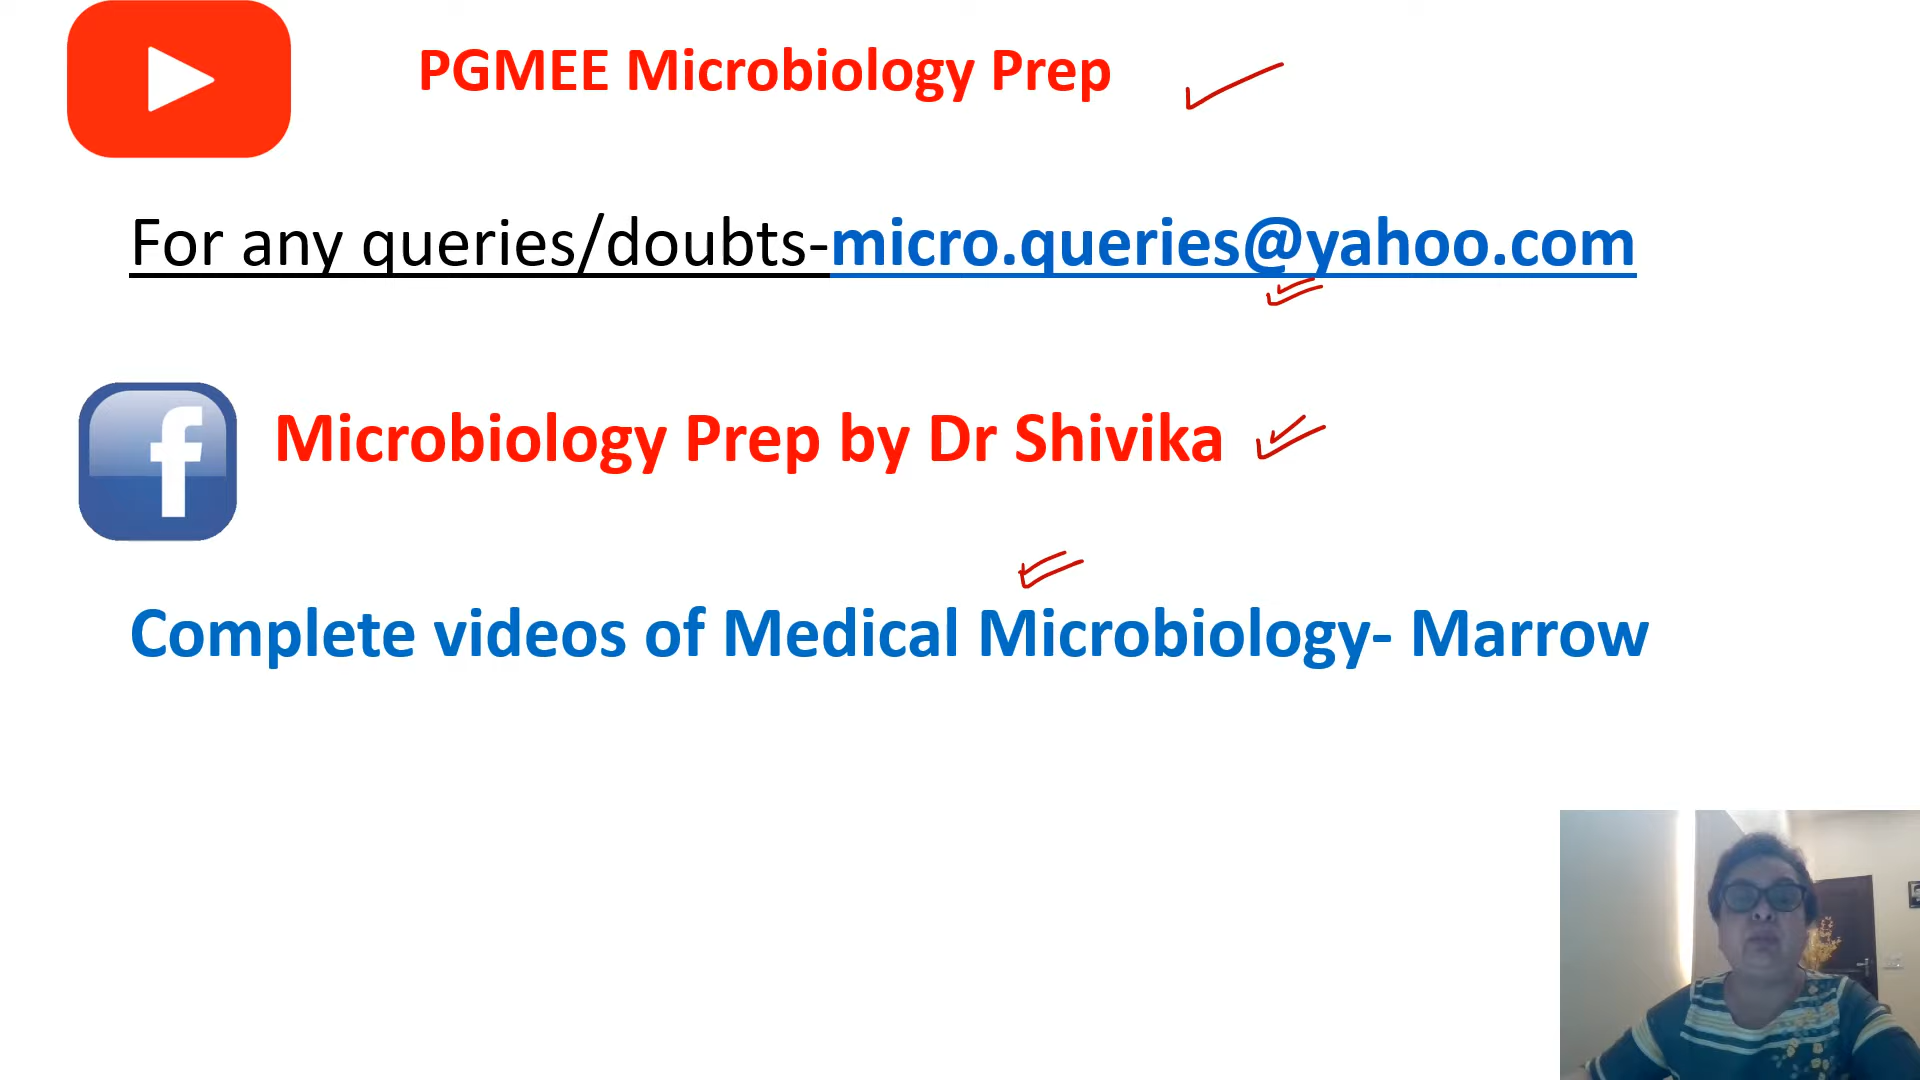 PGMEE Microbiology Prep
For any queries/doubts-micro.queries@yahoo.com
f
Microbiology Prep by Dr Shivika
Complete videos of Medical Microbiology- Marrow